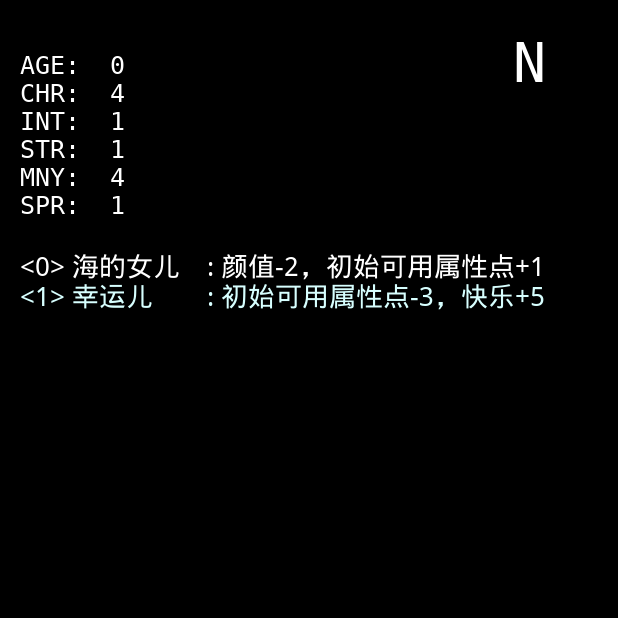 N
AGE: 0
CHR: 4
INT: 1
STR: 1
MNY: 4
SPR: 1
<0> 海的女儿 : 颜值-2，初始可用属性点+1
<1> 幸运儿 : 初始可用属性点-3，快乐+5